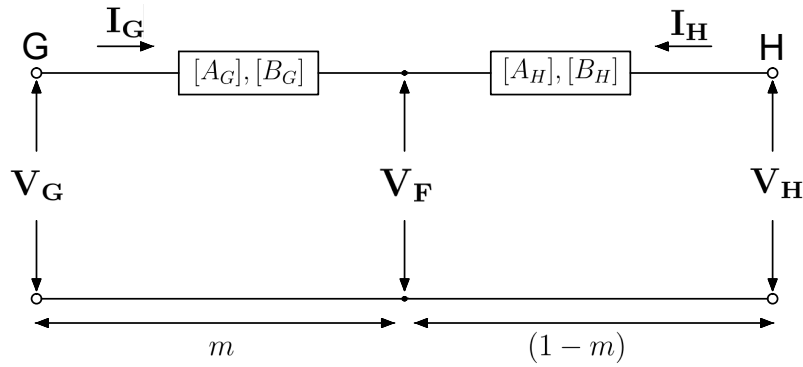 I_G I_H
G H
[A_G], [B_G] [A_H], [B_H]
V_G V_F V_H
m (1 − m)